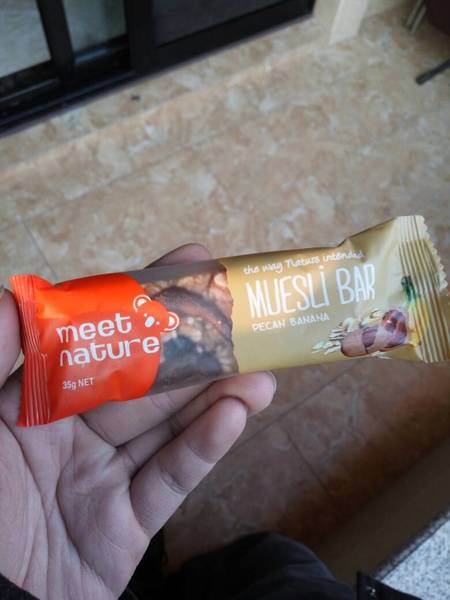 meet
nature
35g NET
the way Nature intended
MUESLi BAR
PECAN BANANA